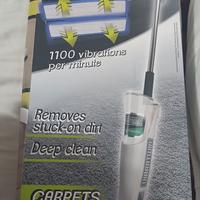 1100 vibrations
per minute
Removes
stuck-on dirt
Deep clean
CARPETS